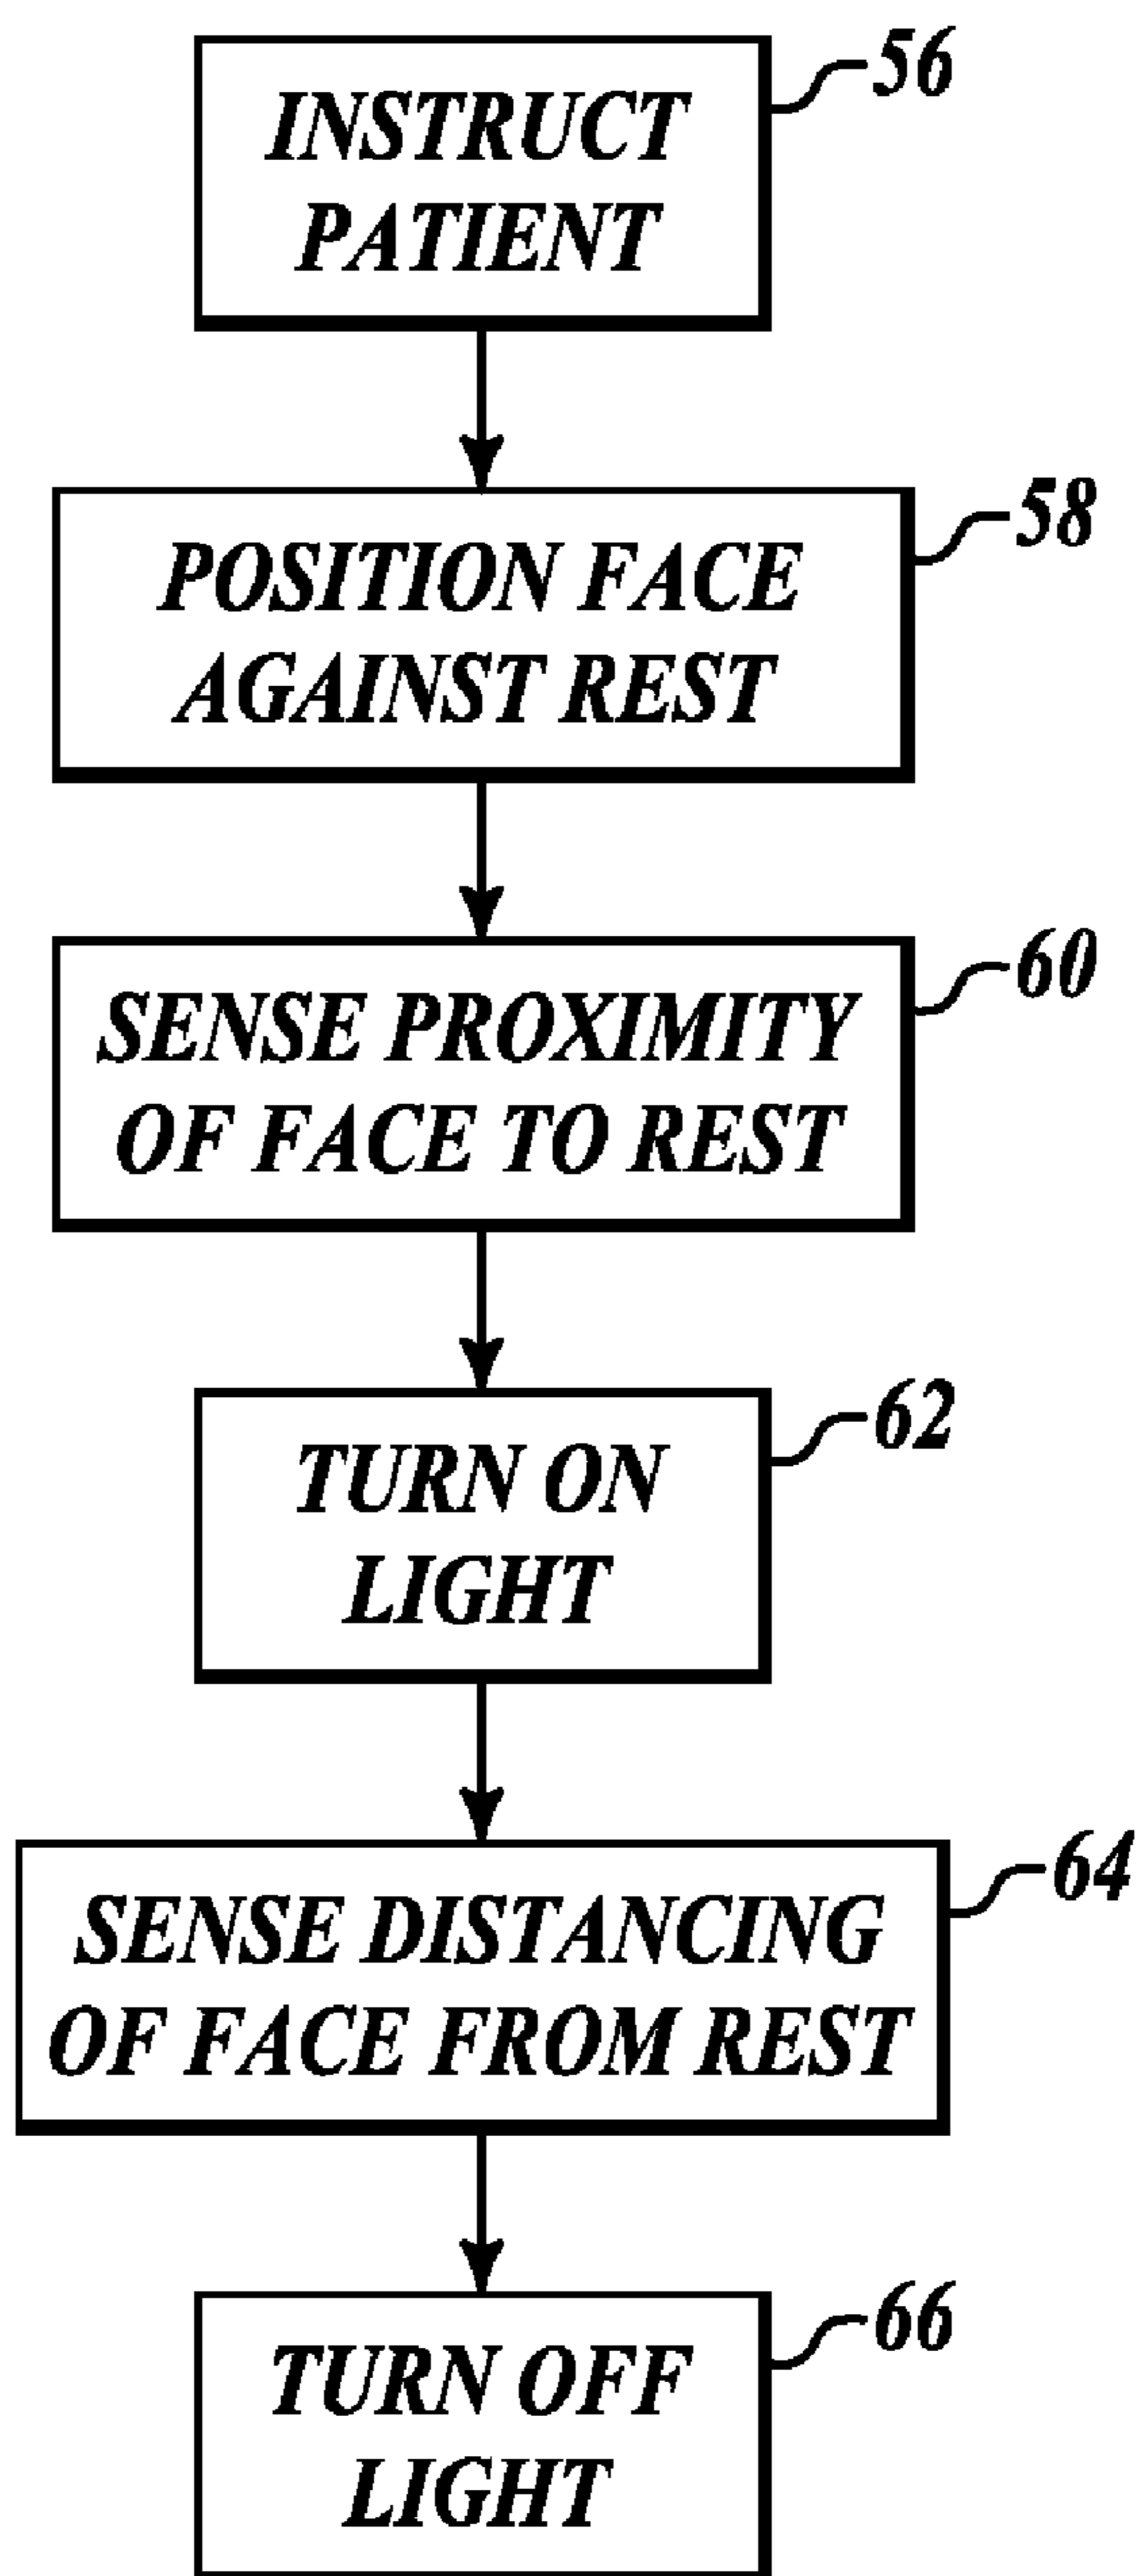 INSTRUCT
PATIENT
56
POSITION FACE
AGAINST REST
58
SENSE PROXIMITY
OF FACE TO REST
60
TURN ON
LIGHT
62
SENSE DISTANCING
OF FACE FROM REST
64
TURN OFF
LIGHT
66